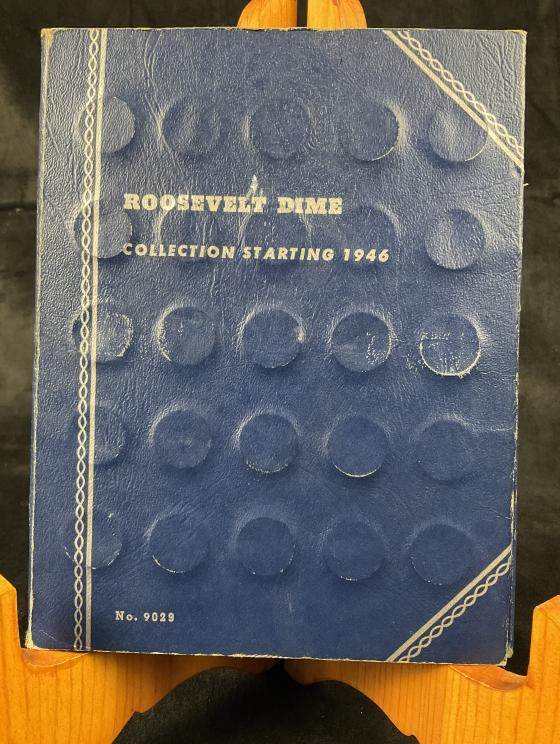 ROOSEVELT DIME
COLLECTION STARTING 1946
No. 9029